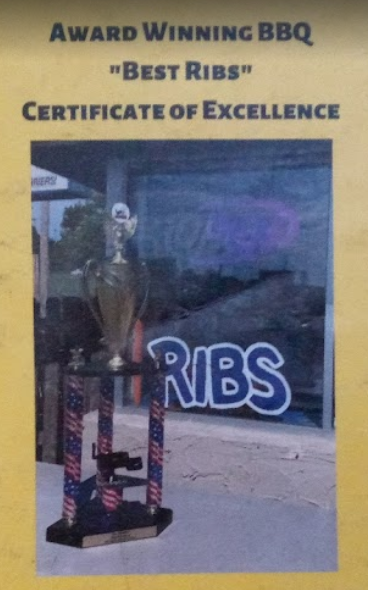 AWARD WINNING BBQ
"BEST RIBS"
CERTIFICATE OF EXCELLENCE
RIBS